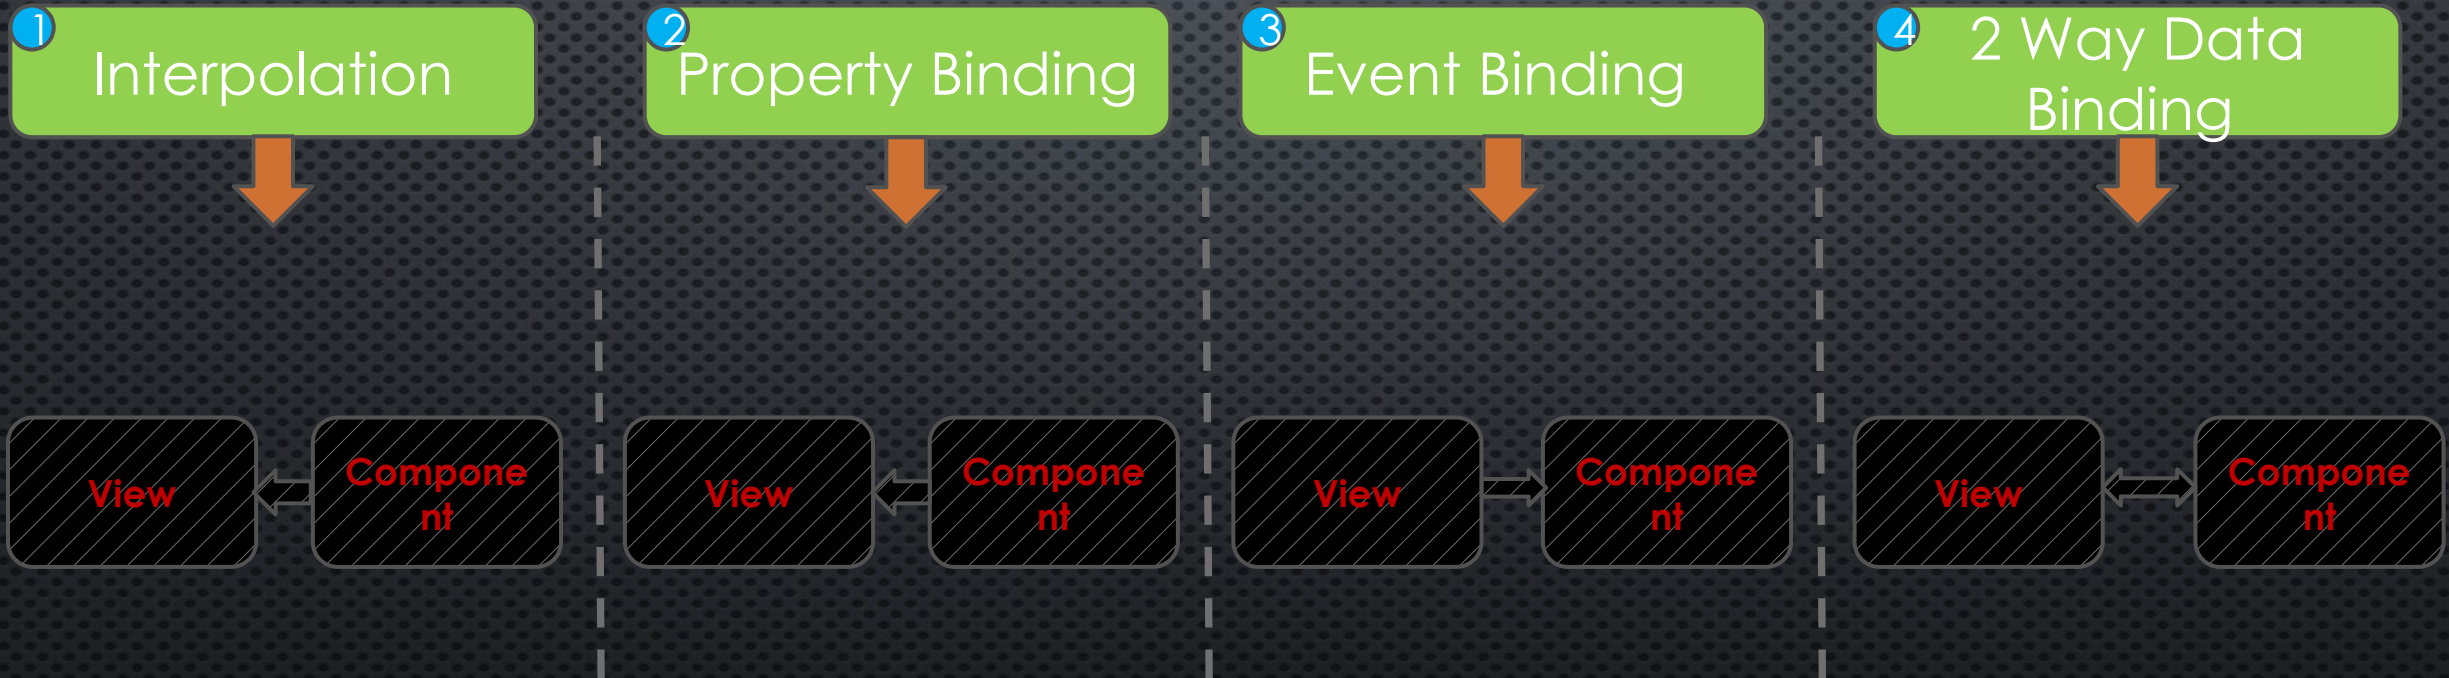 1
Interpolation
2
Property Binding
3
Event Binding
4
2 Way Data
Binding
View
Compone
nt
View
Compone
nt
View
Compone
nt
View
Compone
nt